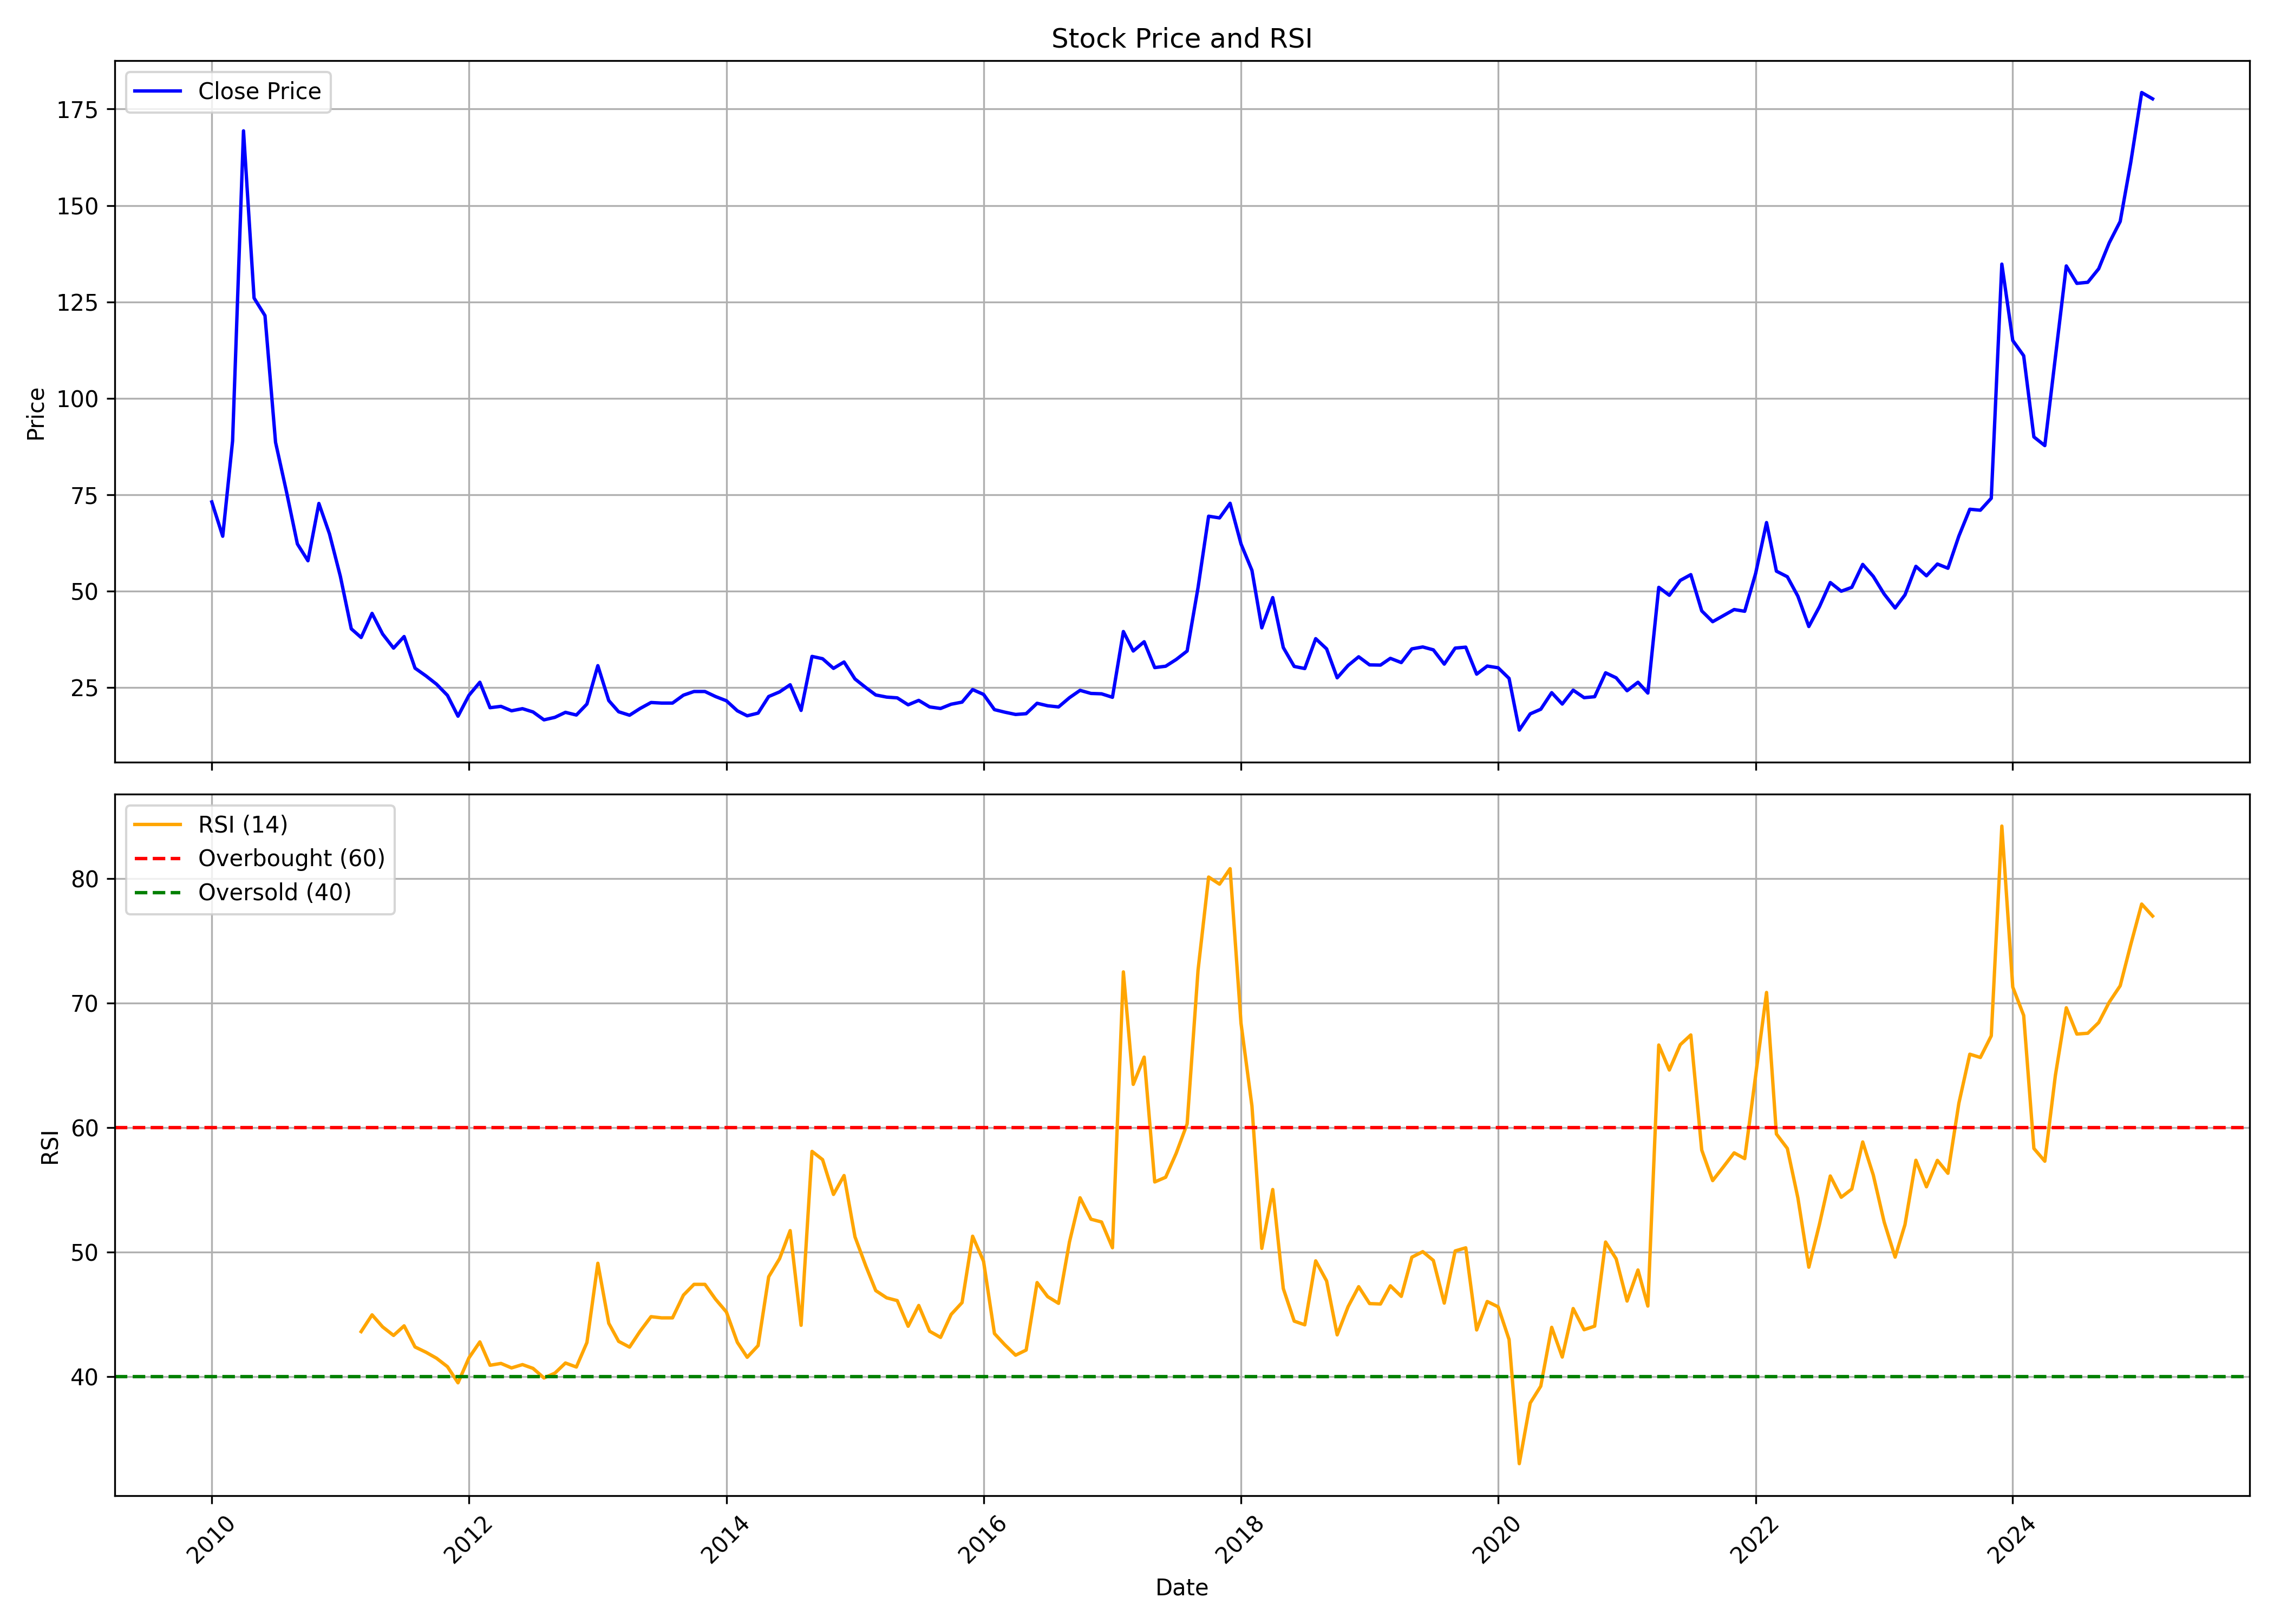 Stock Price and RSI
Close Price
175
150
125
100
75
50
25
Price
RSI (14)
Overbought (60)
Oversold (40)
80
70
60
50
40
RSI
2010
2012
2014
2016
2018
2020
2022
2024
Date